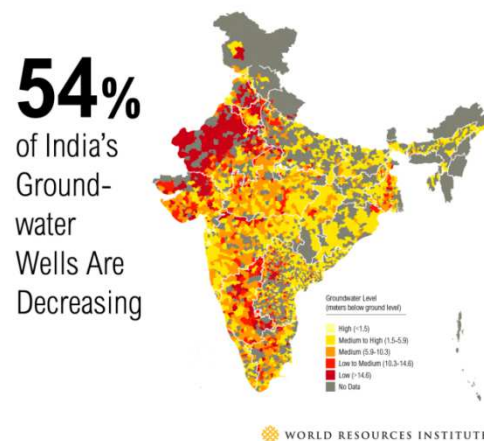 54%
of India's
Ground-
water
Wells Are
Decreasing
Groundwater Level
(meters below ground level)
High (<1.5)
Medium to High (1.5-5.9)
Medium (5.9-10.3)
Low to Medium (10.3-14.6)
Low (>14.6)
No Data
WORLD RESOURCES INSTITUTE